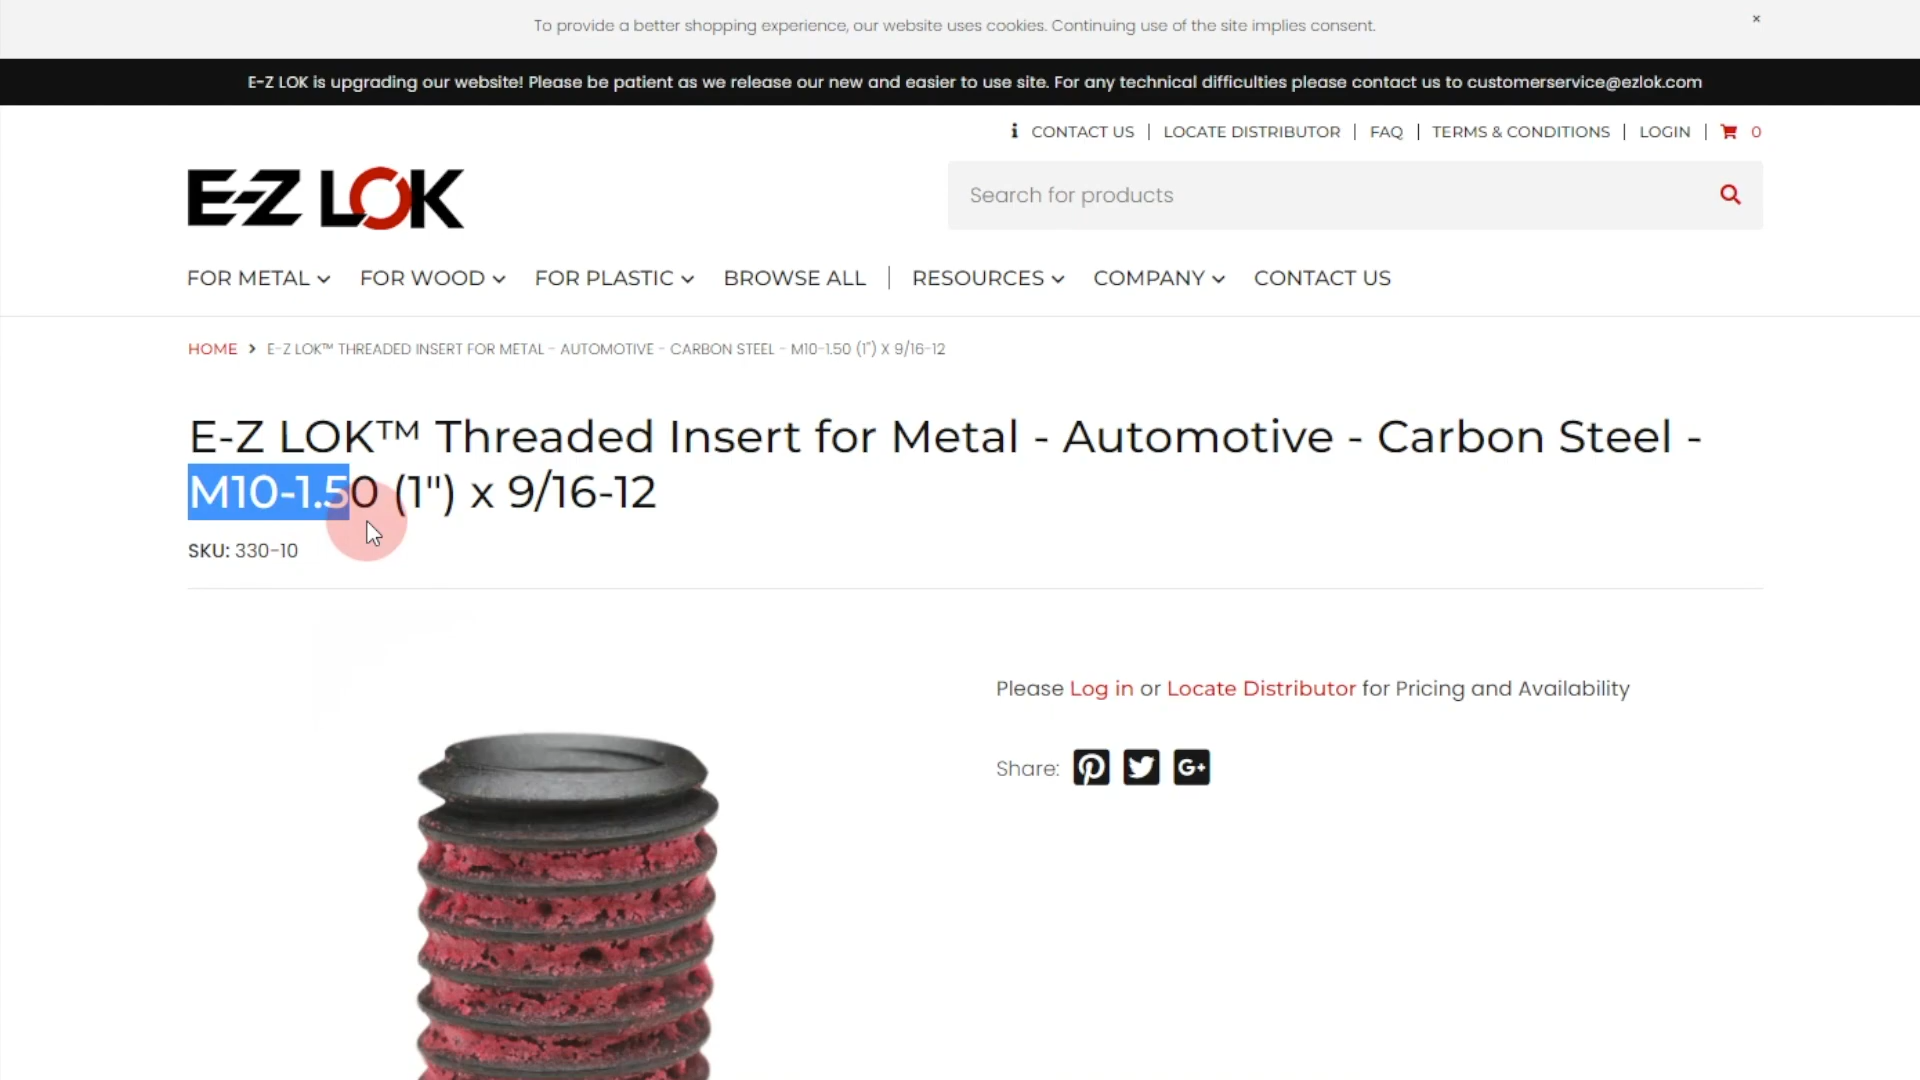 To provide a better shopping experience, our website uses cookies. Continuing use of the site implies consent.
×
E-Z LOK is upgrading our website! Please be patient as we release our new and easier to use site. For any technical difficulties please contact us to customerservice@ezlok.com
CONTACT US | LOCATE DISTRIBUTOR | FAQ | TERMS & CONDITIONS | LOGIN | 0
E-Z LOK
Search for products
FOR METAL FOR WOOD FOR PLASTIC BROWSE ALL | RESOURCES COMPANY CONTACT US
HOME > E-Z LOK™ THREADED INSERT FOR METAL - AUTOMOTIVE - CARBON STEEL - M10-1.50 (1") X 9/16-12
E-Z LOK™ Threaded Insert for Metal - Automotive - Carbon Steel -
M10-1.50 (1") x 9/16-12
SKU: 330-10
Please Log in or Locate Distributor for Pricing and Availability
Share: G+